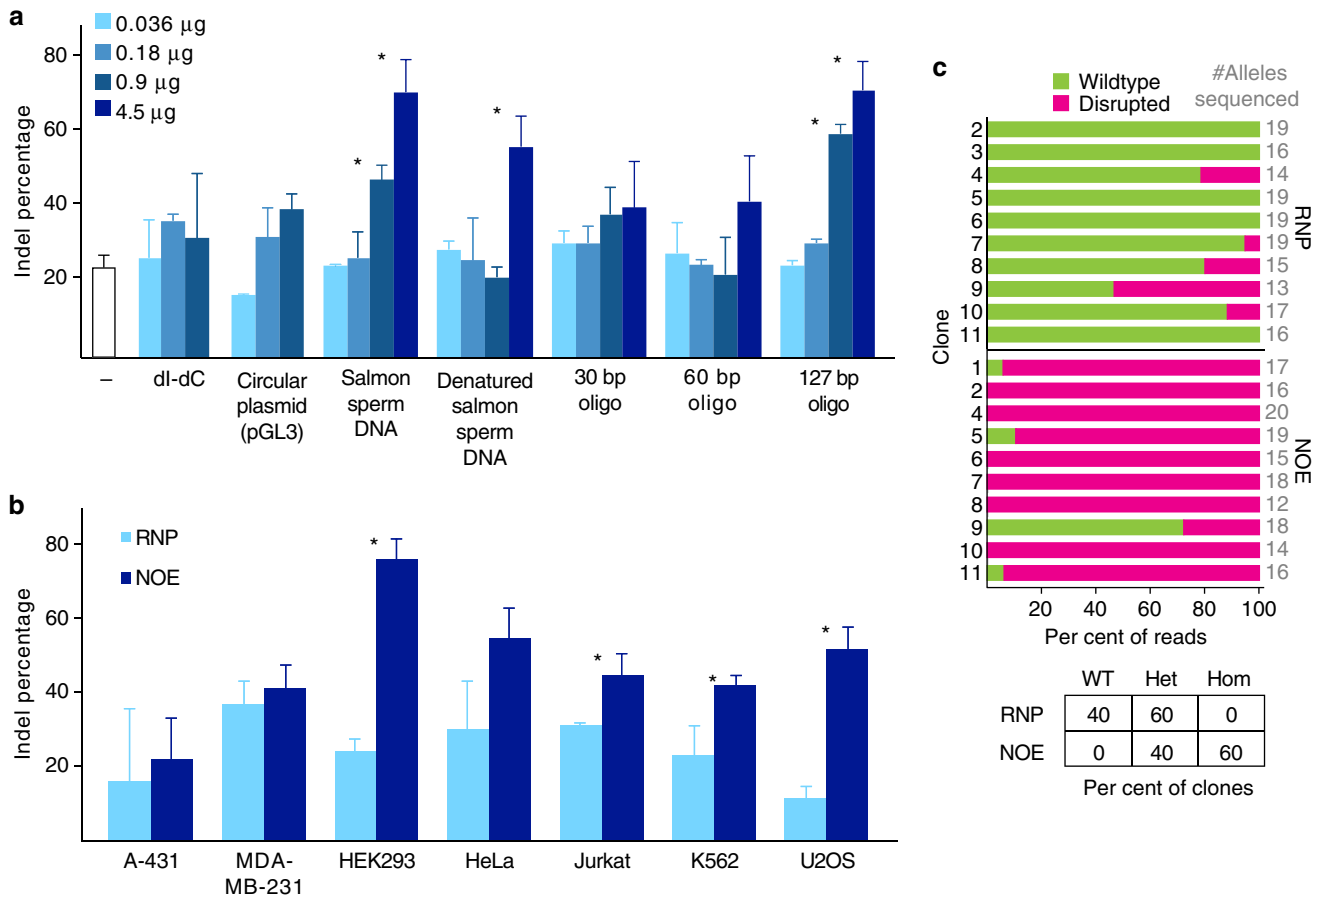 a
0.036 µg
0.18 µg
0.9 µg
4.5 µg
Indel percentage
80
60
40
20
*
*
*
*
*
–
dI-dC
Circular
plasmid
(pGL3)
Salmon
sperm
DNA
Denatured
salmon
sperm
DNA
30 bp
oligo
60 bp
oligo
127 bp
oligo
b
RNP
NOE
Indel percentage
80
60
40
20
*
*
*
*
A-431
MDA-
MB-231
HEK293
HeLa
Jurkat
K562
U2OS
c
Wildtype
Disrupted
#Alleles
sequenced
Clone
2 19
3 16
4 14
5 19
6 19
7 19
8 15
9 13
10 17
11 16
RNP
1 17
2 16
4 20
5 19
6 15
7 18
8 12
9 18
10 14
11 16
NOE
20 40 60 80 100
Per cent of reads
WT Het Hom
RNP 40 60 0
NOE 0 40 60
Per cent of clones